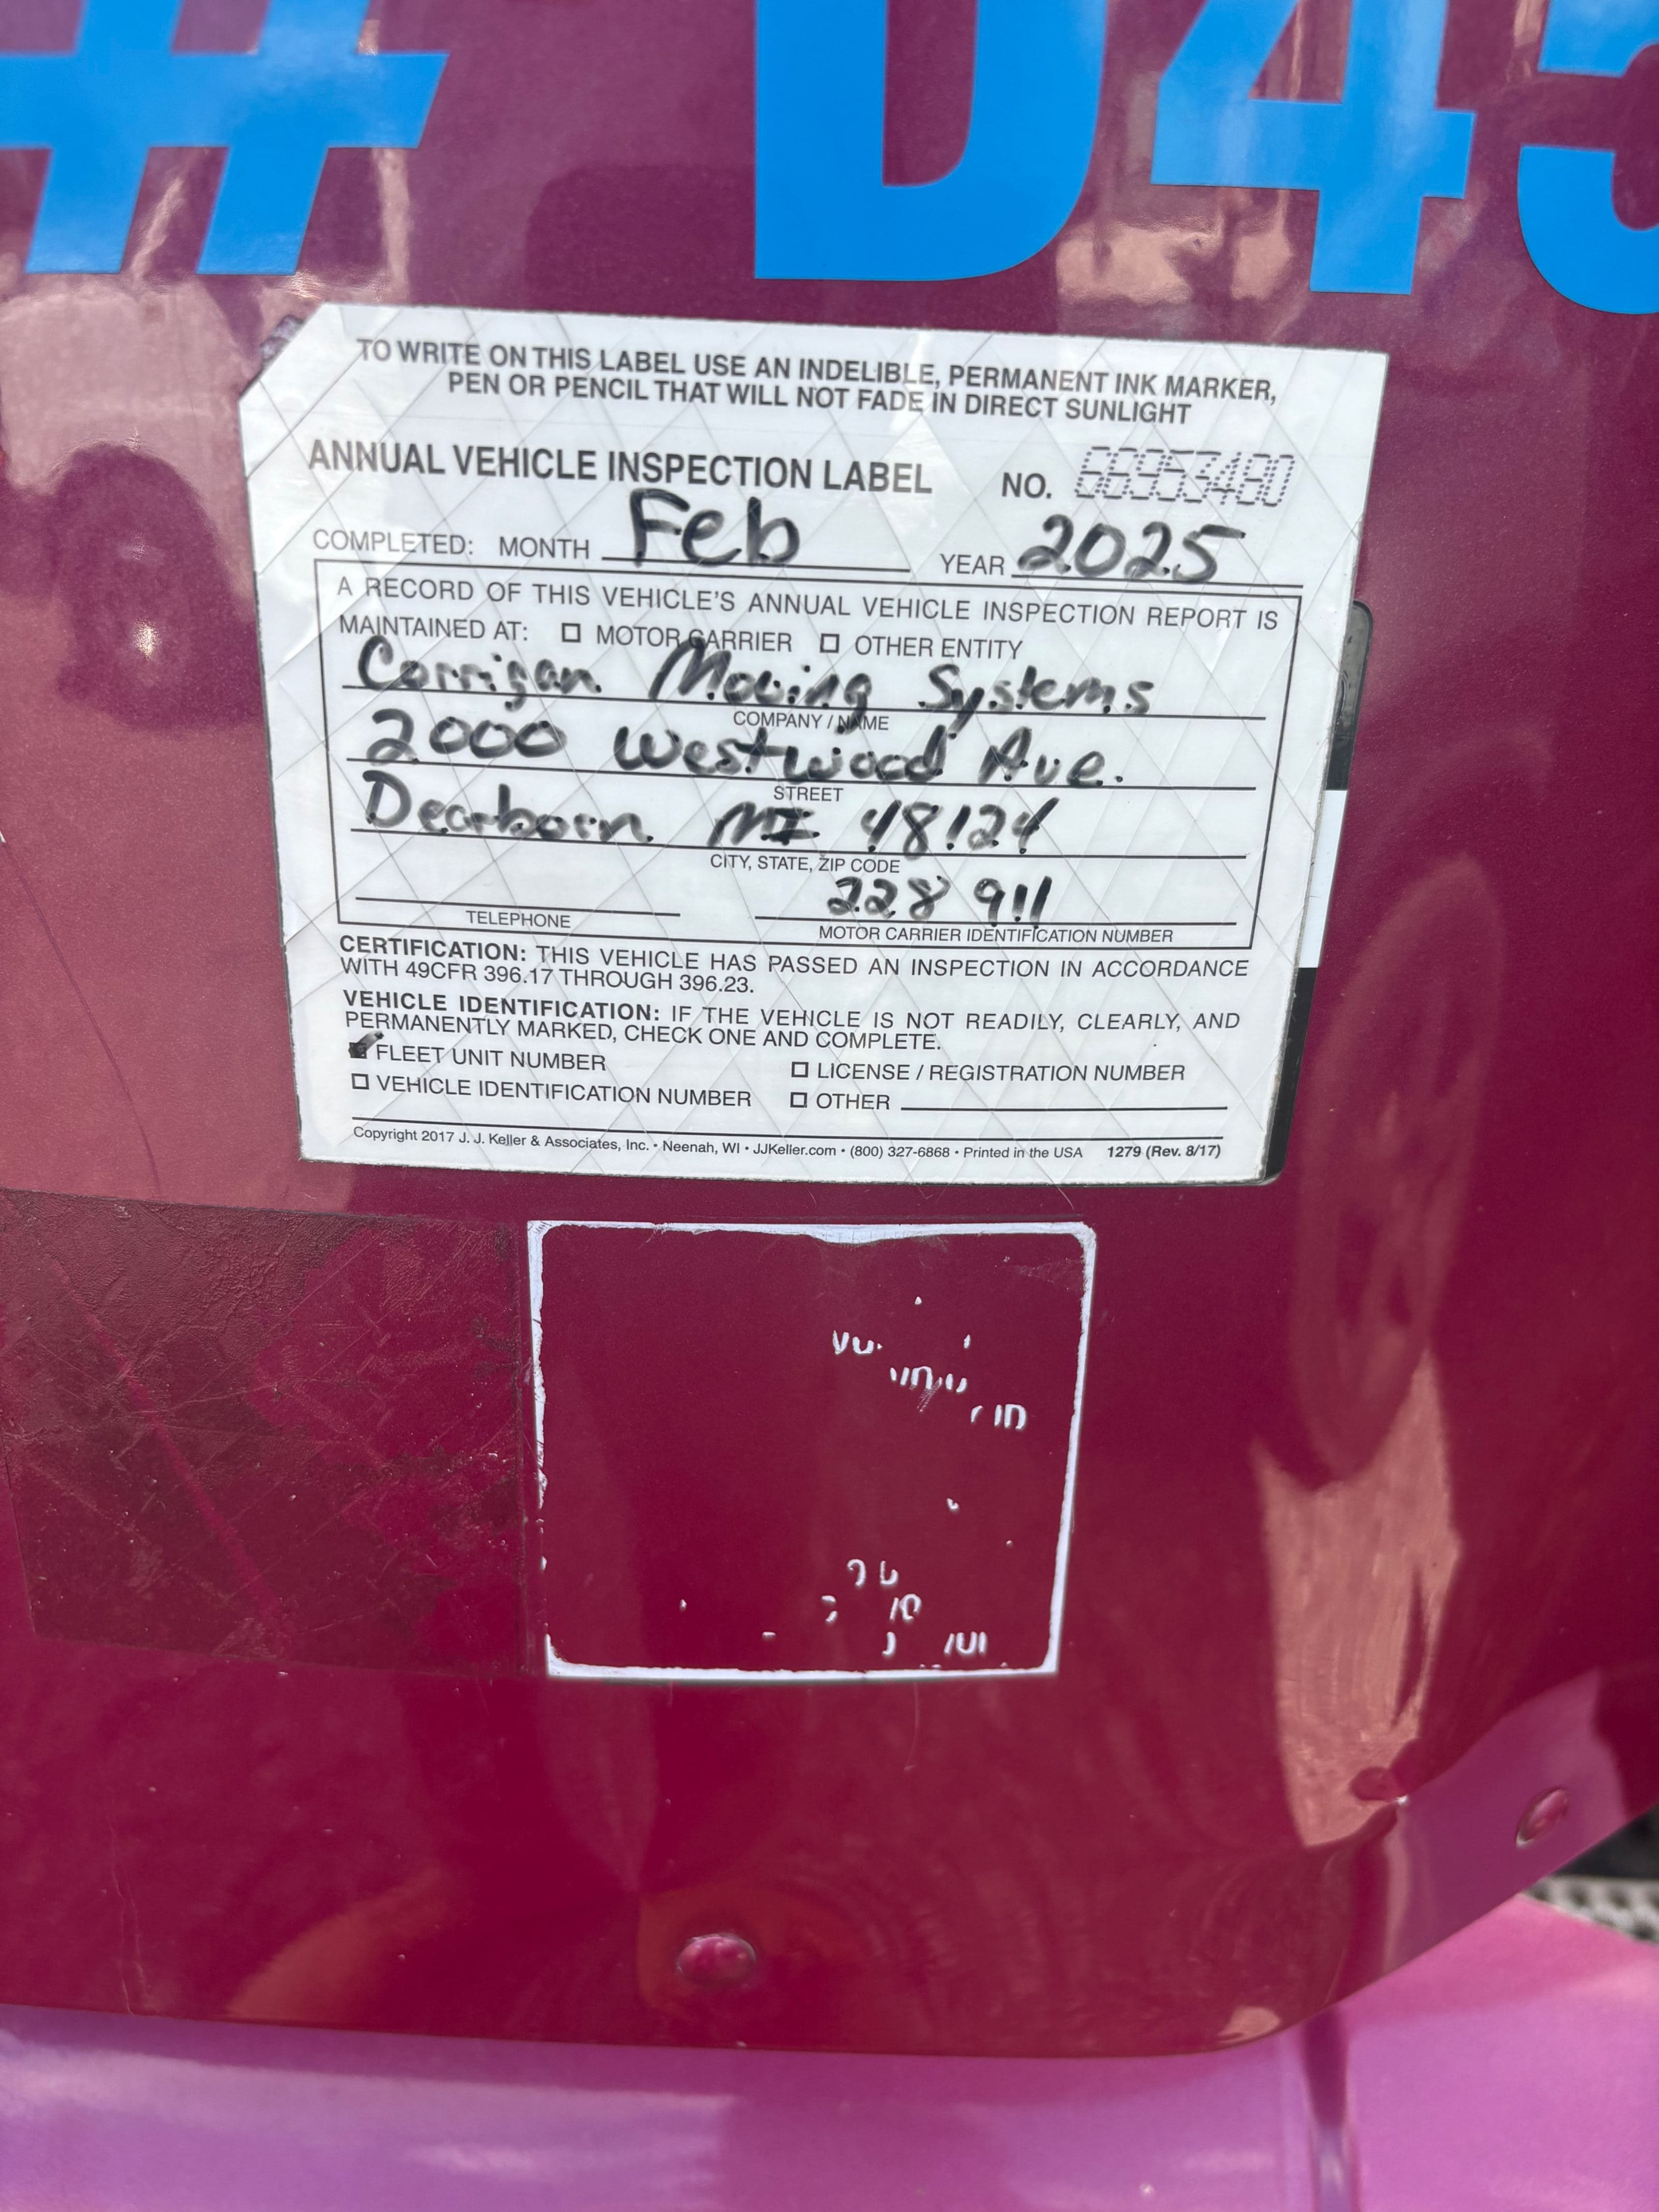 # D45
TO WRITE ON THIS LABEL USE AN INDELIBLE, PERMANENT INK MARKER,
PEN OR PENCIL THAT WILL NOT FADE IN DIRECT SUNLIGHT
ANNUAL VEHICLE INSPECTION LABEL NO. 66953480
COMPLETED: MONTH Feb YEAR 2025
A RECORD OF THIS VEHICLE'S ANNUAL VEHICLE INSPECTION REPORT IS
MAINTAINED AT: ☐ MOTOR CARRIER ☐ OTHER ENTITY
Corrigan Moving Systems
COMPANY / NAME
2000 Westwood Ave.
STREET
Dearborn MI 48124
CITY, STATE, ZIP CODE
228 911
TELEPHONE MOTOR CARRIER IDENTIFICATION NUMBER
CERTIFICATION: THIS VEHICLE HAS PASSED AN INSPECTION IN ACCORDANCE
WITH 49CFR 396.17 THROUGH 396.23.
VEHICLE IDENTIFICATION: IF THE VEHICLE IS NOT READILY, CLEARLY, AND
PERMANENTLY MARKED, CHECK ONE AND COMPLETE.
☑ FLEET UNIT NUMBER ☐ LICENSE / REGISTRATION NUMBER
☐ VEHICLE IDENTIFICATION NUMBER ☐ OTHER
Copyright 2017 J. J. Keller & Associates, Inc. • Neenah, WI • JJKeller.com • (800) 327-6868 • Printed in the USA 1279 (Rev. 8/17)